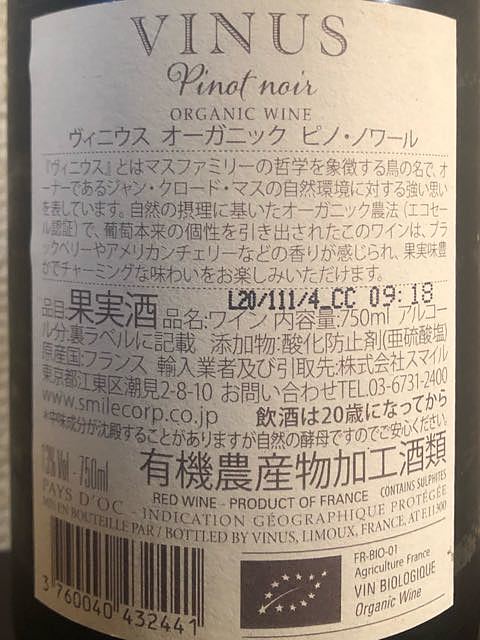 VINUS
Pinot noir
ORGANIC WINE
ヴィニウス オーガニック ピノ・ノワール
『ヴィニウス』とはマスファミリーの哲学を象徴する鳥の名で、オ
ーナーであるジャン・クロード・マスの自然環境に対する強い思い
を表しています。自然の摂理に基いたオーガニック農法（エコセー
ル認証）で、葡萄本来の個性を引き出されたこのワインは、ブラ
ックベリーやアメリカンチェリーなどの香りが感じられ、果実味豊
かでチャーミングな味わいをお楽しみいただけます。
L20/111/4_CC 09:18
品目:果実酒 品名:ワイン 内容量:750ml アルコー
ル分:裏ラベルに記載 添加物:酸化防止剤(亜硫酸塩)
原産国:フランス 輸入業者及び引取先:株式会社スマイル
東京都江東区潮見2-8-10 お問い合わせTEL.03-6731-2400
www.smilecorp.co.jp 飲酒は20歳になってから
*中味成分が沈殿することがありますが自然の酵母ですのでご安心ください。
13% Vol - 750ml 有機農産物加工酒類
RED WINE - PRODUCT OF FRANCE CONTAINS SULPHITES
PAYS D'OC - INDICATION GÉOGRAPHIQUE PROTÉGÉE
MIS EN BOUTEILLE PAR / BOTTLED BY VINUS, LIMOUX, FRANCE, AT E.11 300
FR-BIO-01
Agriculture France
VIN BIOLOGIQUE
Organic Wine
3 760040 432441